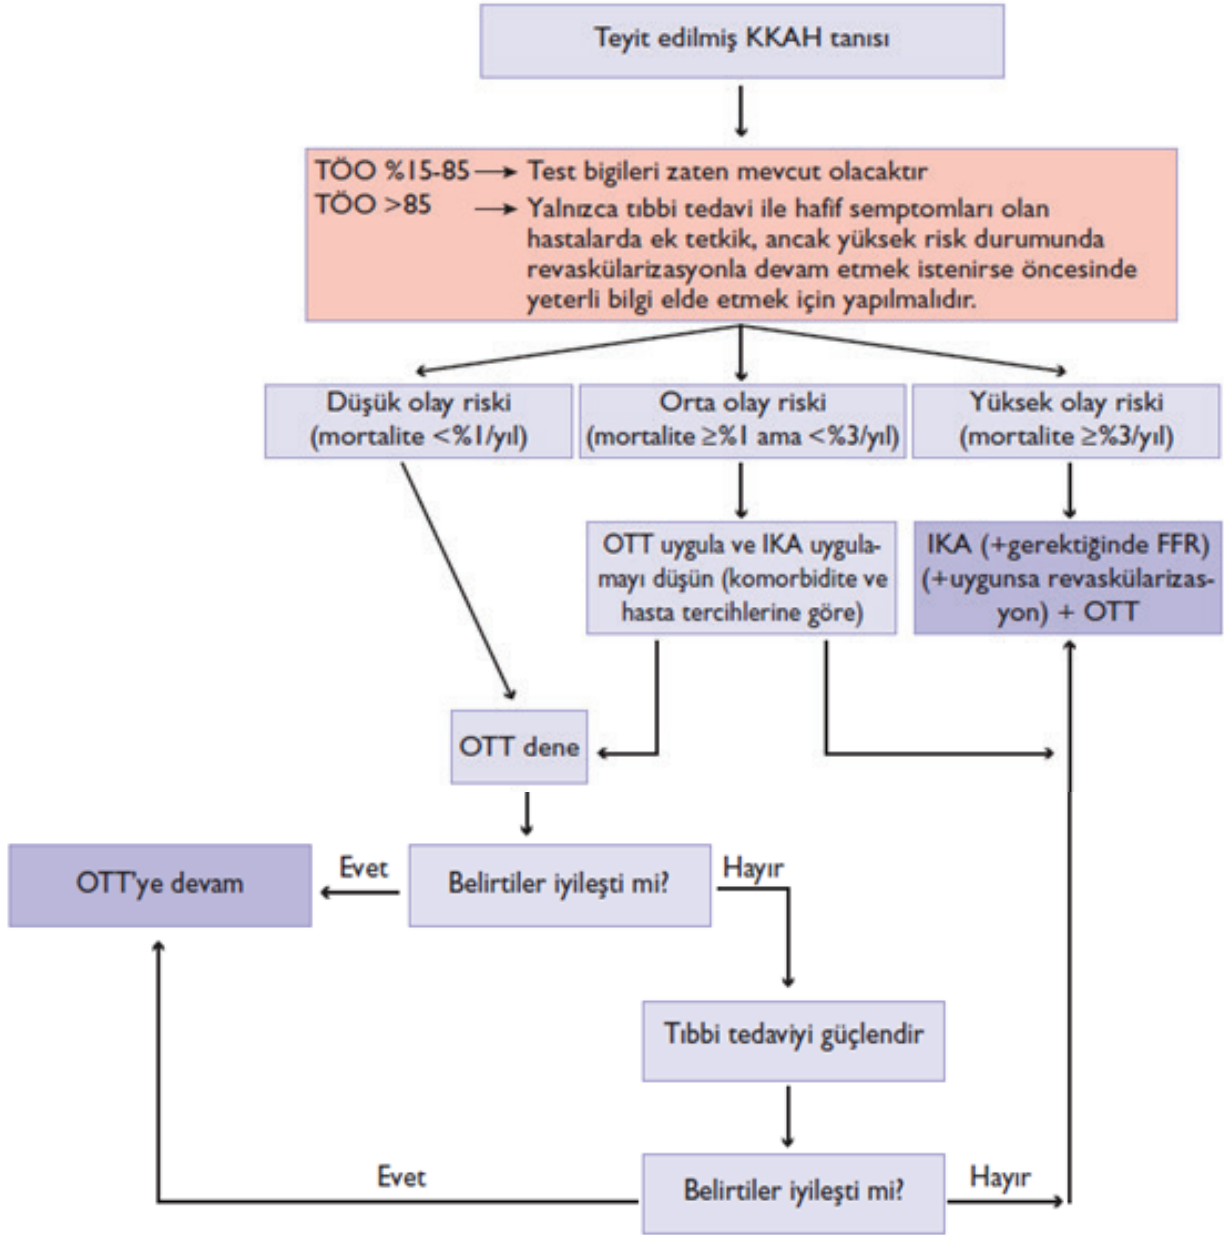 Teyit edilmiş KKAH tanısı
TÖO %15-85 → Test bigileri zaten mevcut olacaktır
TÖO >85 → Yalnızca tıbbi tedavi ile hafif semptomları olan
hastalarda ek tetkik, ancak yüksek risk durumunda
revaskülarizasyonla devam etmek istenirse öncesinde
yeterli bilgi elde etmek için yapılmalıdır.
Düşük olay riski
(mortalite <%1/yıl)
Orta olay riski
(mortalite ≥%1 ama <%3/yıl)
Yüksek olay riski
(mortalite ≥%3/yıl)
OTT uygula ve IKA uygula-
mayı düşün (komorbidite ve
hasta tercihlerine göre)
IKA (+gerektiğinde FFR)
(+uygunsa revaskülarizas-
yon) + OTT
OTT dene
OTT'ye devam
Evet
Belirtiler iyileşti mi?
Hayır
Tıbbi tedaviyi güçlendir
Evet
Belirtiler iyileşti mi?
Hayır